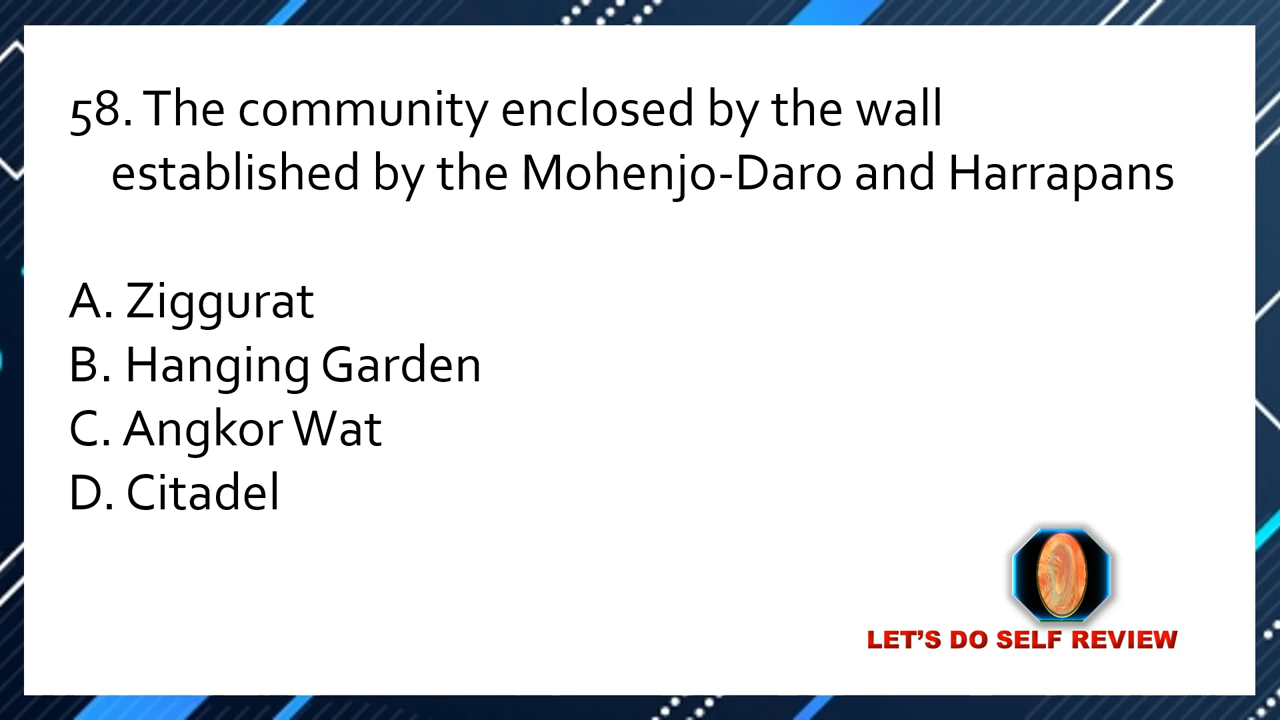 58. The community enclosed by the wall
established by the Mohenjo-Daro and Harrapans
A. Ziggurat
B. Hanging Garden
C. Angkor Wat
D. Citadel
LET'S DO SELF REVIEW